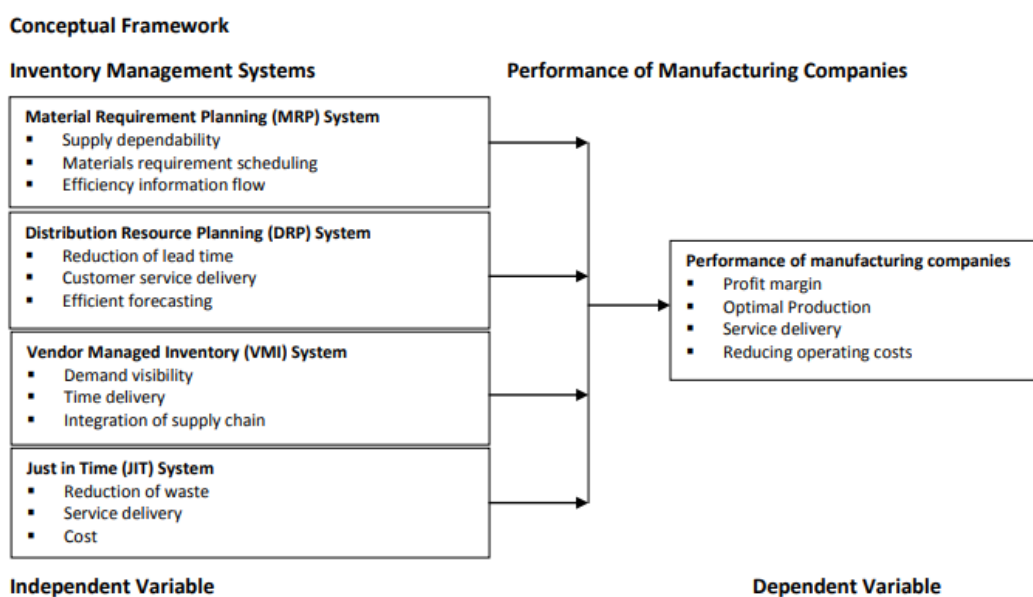 Conceptual Framework
Inventory Management Systems
Performance of Manufacturing Companies
Material Requirement Planning (MRP) System
▪ Supply dependability
▪ Materials requirement scheduling
▪ Efficiency information flow
Distribution Resource Planning (DRP) System
▪ Reduction of lead time
▪ Customer service delivery
▪ Efficient forecasting
Vendor Managed Inventory (VMI) System
▪ Demand visibility
▪ Time delivery
▪ Integration of supply chain
Just in Time (JIT) System
▪ Reduction of waste
▪ Service delivery
▪ Cost
Performance of manufacturing companies
▪ Profit margin
▪ Optimal Production
▪ Service delivery
▪ Reducing operating costs
Independent Variable
Dependent Variable